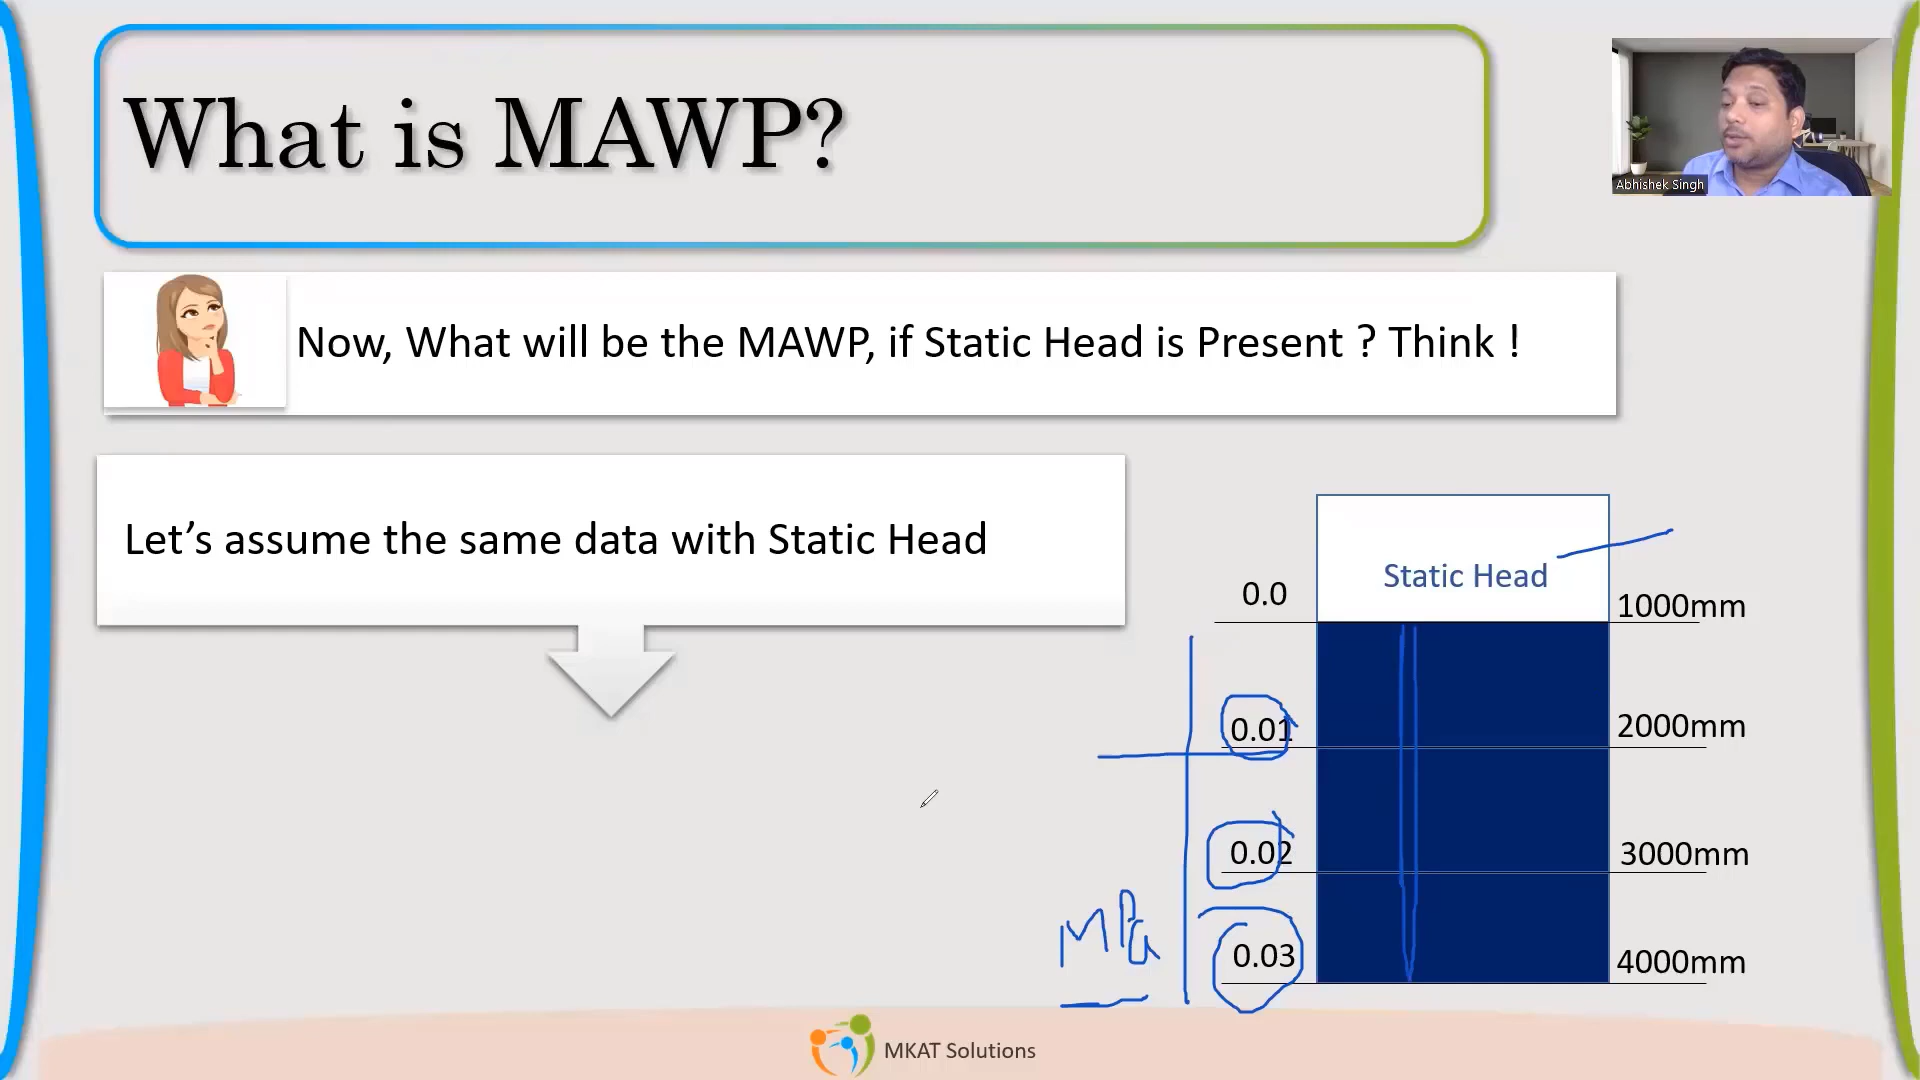 What is MAWP?
Abhishek Singh
Now, What will be the MAWP, if Static Head is Present ? Think !
Let’s assume the same data with Static Head
Static Head
0.0
1000mm
0.01
2000mm
0.02
3000mm
MPa
0.03
4000mm
MKAT Solutions